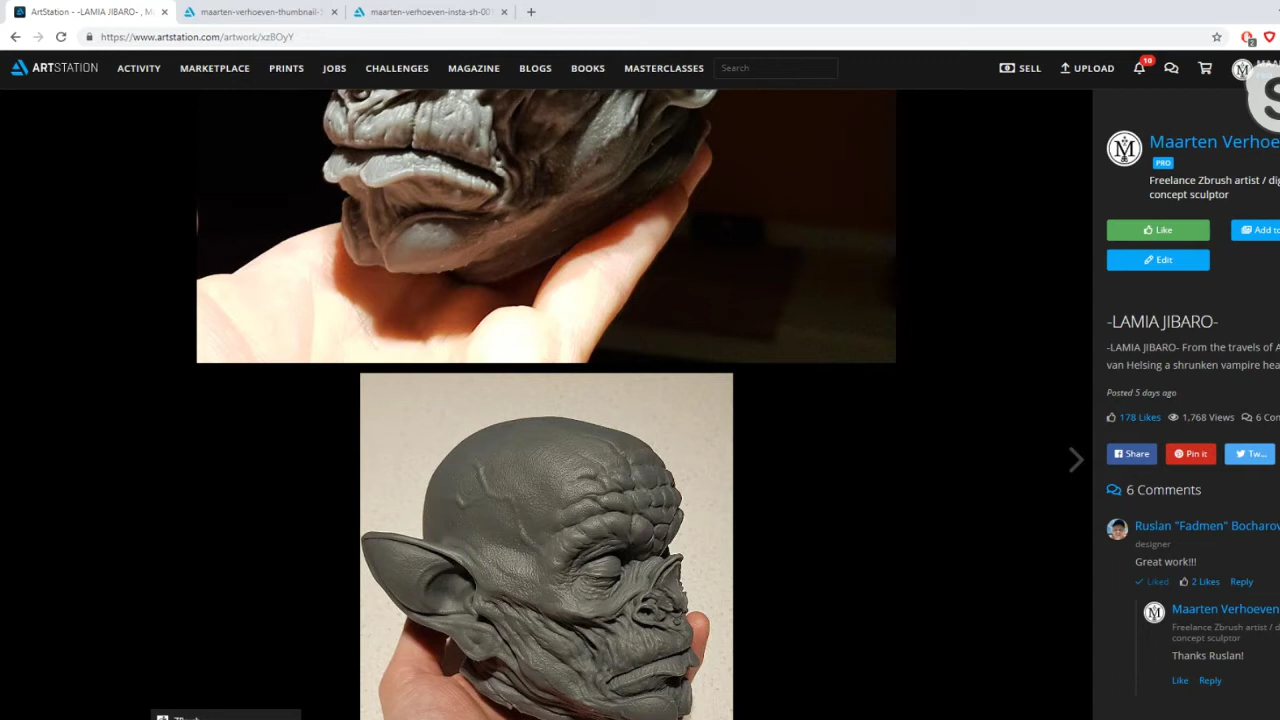 ArtStation - -LAMIA JIBARO- , M
maarten-verhoeven-thumbnail-
maarten-verhoeven-insta-sh-001
https://www.artstation.com/artwork/xzBOyY
2
ARTSTATION
ACTIVITY
MARKETPLACE
PRINTS
JOBS
CHALLENGES
MAGAZINE
BLOGS
BOOKS
MASTERCLASSES
Search
SELL
UPLOAD
10
Maarten Verhoe
PRO
Freelance Zbrush artist / di
concept sculptor
Like
Add to
Edit
-LAMIA JIBARO-
-LAMIA JIBARO- From the travels of A
van Helsing a shrunken vampire hea
Posted 5 days ago
178 Likes
1,768 Views
6 Con
Share
Pin it
Tw...
6 Comments
Ruslan "Fadmen" Bocharov
designer
Great work!!!
Liked
2 Likes
Reply
Maarten Verhoeven
Freelance Zbrush artist / d
concept sculptor
Thanks Ruslan!
Like
Reply